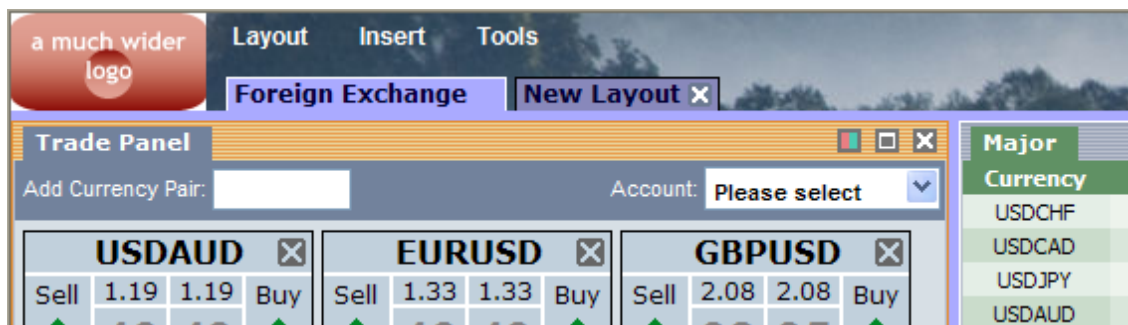 a much wider
logo
Layout Insert Tools
Foreign Exchange New Layout
Trade Panel
Add Currency Pair: Account: Please select
USDAUD EURUSD GBPUSD
Sell 1.19 1.19 Buy Sell 1.33 1.33 Buy Sell 2.08 2.08 Buy
Major
Currency
USDCHF
USDCAD
USDJPY
USDAUD